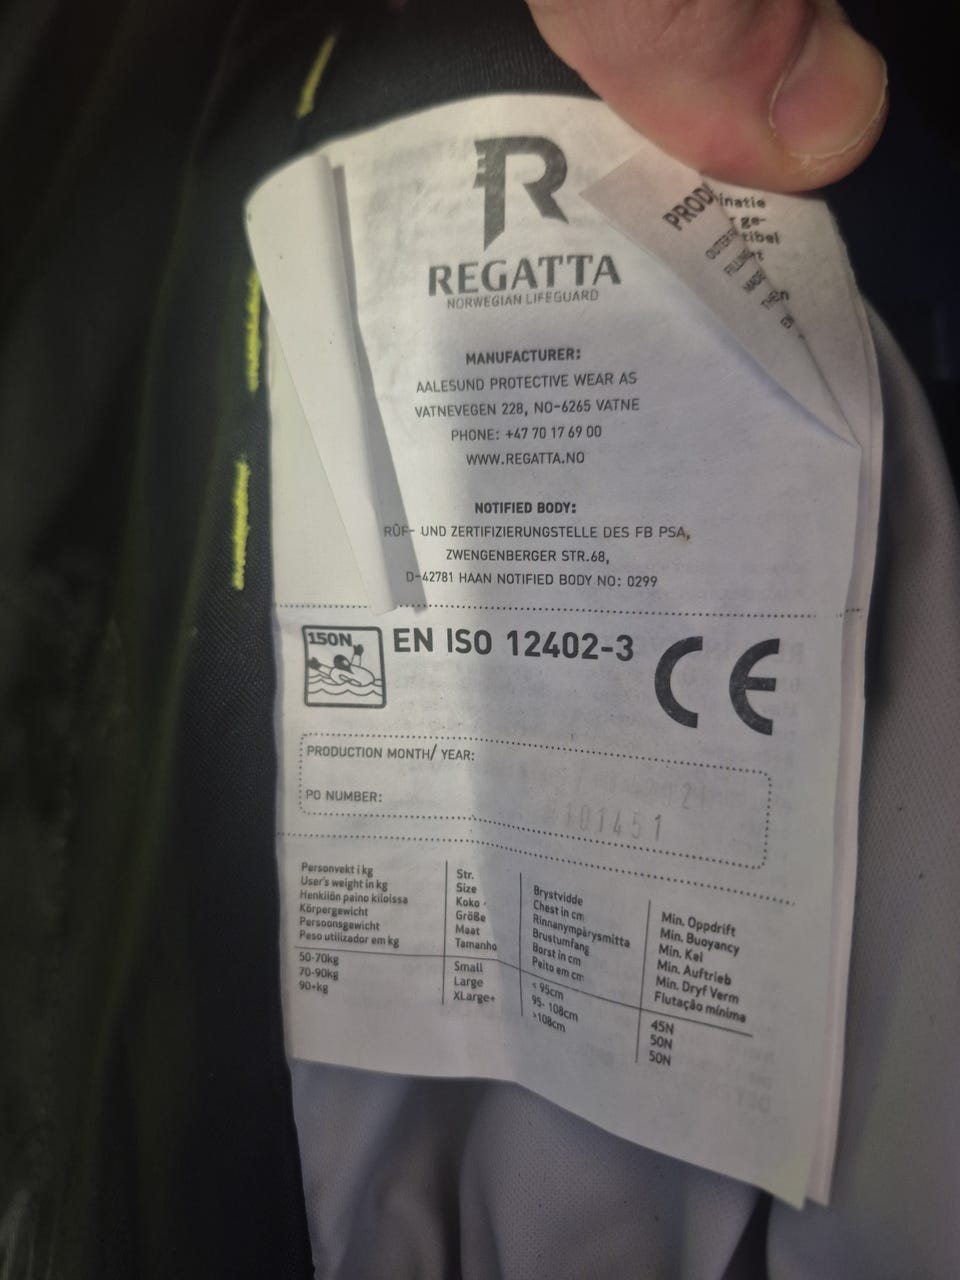 R
REGATTA
NORWEGIAN LIFEGUARD
MANUFACTURER:
AALESUND PROTECTIVE WEAR AS
VATNEVEGEN 228, NO-6265 VATNE
PHONE: +47 70 17 69 00
WWW.REGATTA.NO
NOTIFIED BODY:
RÜF- UND ZERTIFIZIERUNGSTELLE DES FB PSA,
ZWENGENBERGER STR.68,
D-42781 HAAN NOTIFIED BODY NO: 0299
150N
EN ISO 12402-3
CE
PRODUCTION MONTH/ YEAR:
PO NUMBER: 101451
Personvekt i kg
User's weight in kg
Henkilön paino kiloissa
Körpergewicht
Persoonsgewicht
Peso utilizador em kg
50-70kg
70-90kg
90+kg
Str.
Size
Koko
Größe
Maat
Tamanho
Small
Large
XLarge+
Brystvidde
Chest in cm
Rinnanympärysmitta
Brustumfang
Borst in cm
Peito em cm
< 95cm
95- 108cm
>108cm
Min. Oppdrift
Min. Buoyancy
Min. Kel
Min. Auftrieb
Min. Dryf Verm
Flutação mínima
45N
50N
50N